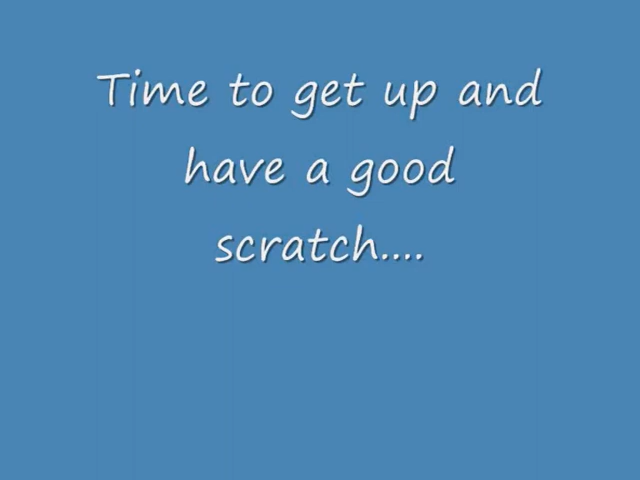 Time to get up and
have a good
scratch....